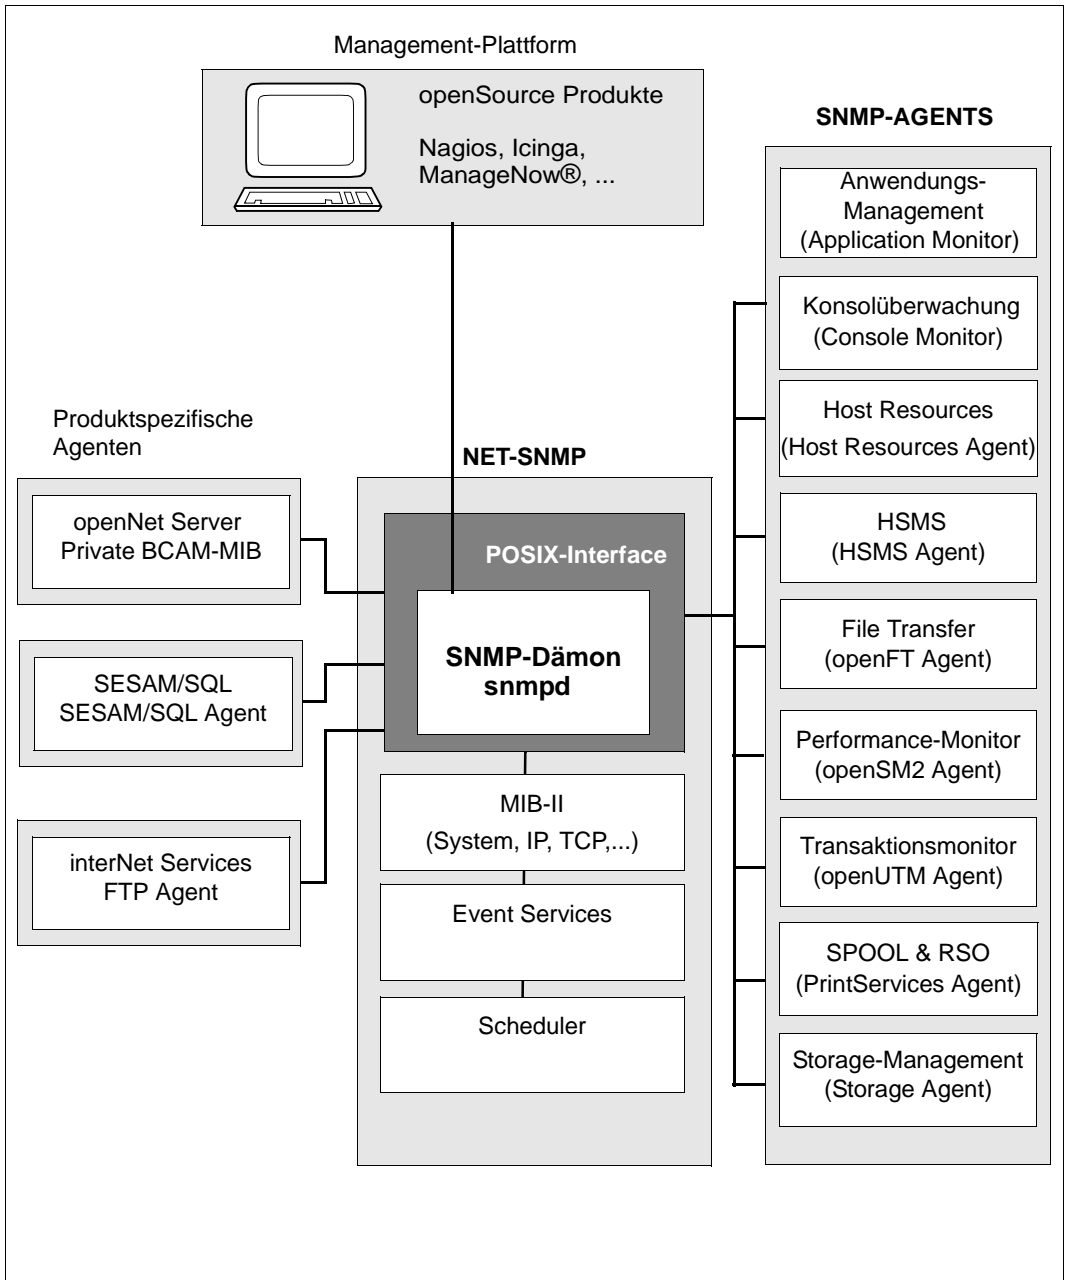 Management-Plattform
openSource Produkte
Nagios, Icinga,
ManageNow®, ...
SNMP-AGENTS
Anwendungs-
Management
(Application Monitor)
Konsolüberwachung
(Console Monitor)
Host Resources
(Host Resources Agent)
HSMS
(HSMS Agent)
File Transfer
(openFT Agent)
Performance-Monitor
(openSM2 Agent)
Transaktionsmonitor
(openUTM Agent)
SPOOL & RSO
(PrintServices Agent)
Storage-Management
(Storage Agent)
Produktspezifische
Agenten
openNet Server
Private BCAM-MIB
SESAM/SQL
SESAM/SQL Agent
interNet Services
FTP Agent
NET-SNMP
POSIX-Interface
SNMP-Dämon
snmpd
MIB-II
(System, IP, TCP,...)
Event Services
Scheduler